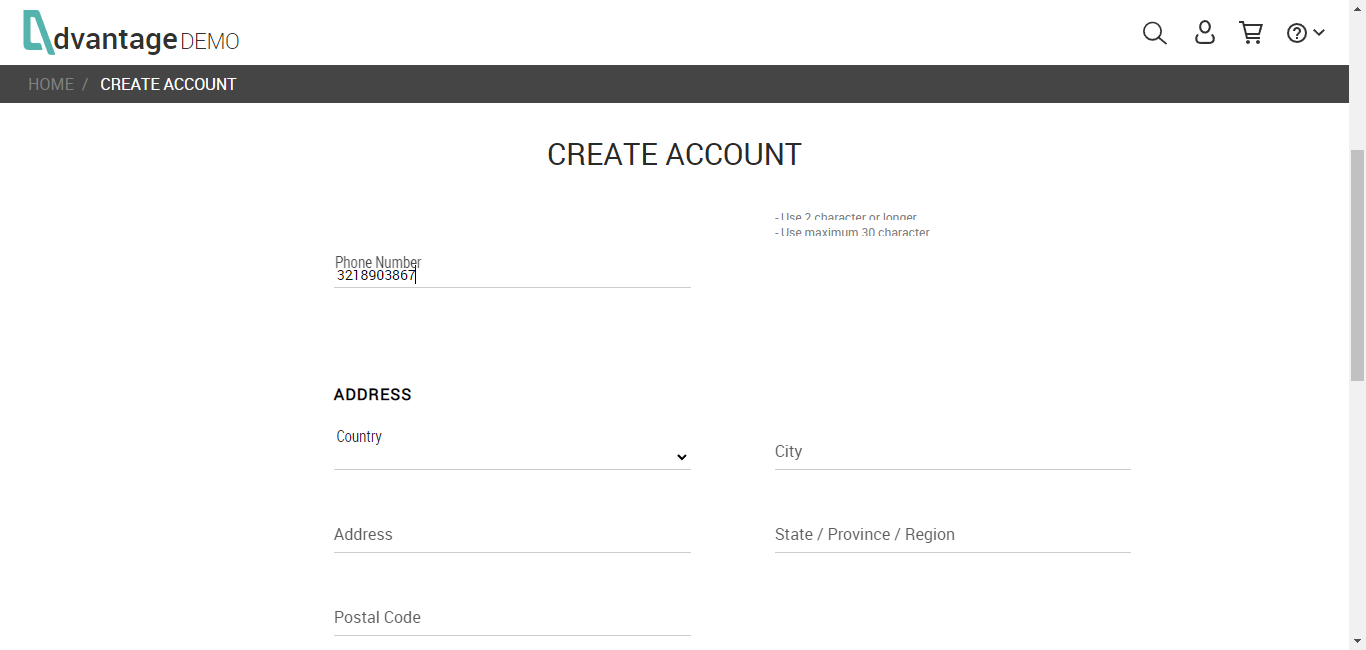 dvantage DEMO
HOME / CREATE ACCOUNT
CREATE ACCOUNT
- Use 2 character or longer
- Use maximum 30 character
Phone Number
3218903867
ADDRESS
Country
City
Address
State / Province / Region
Postal Code